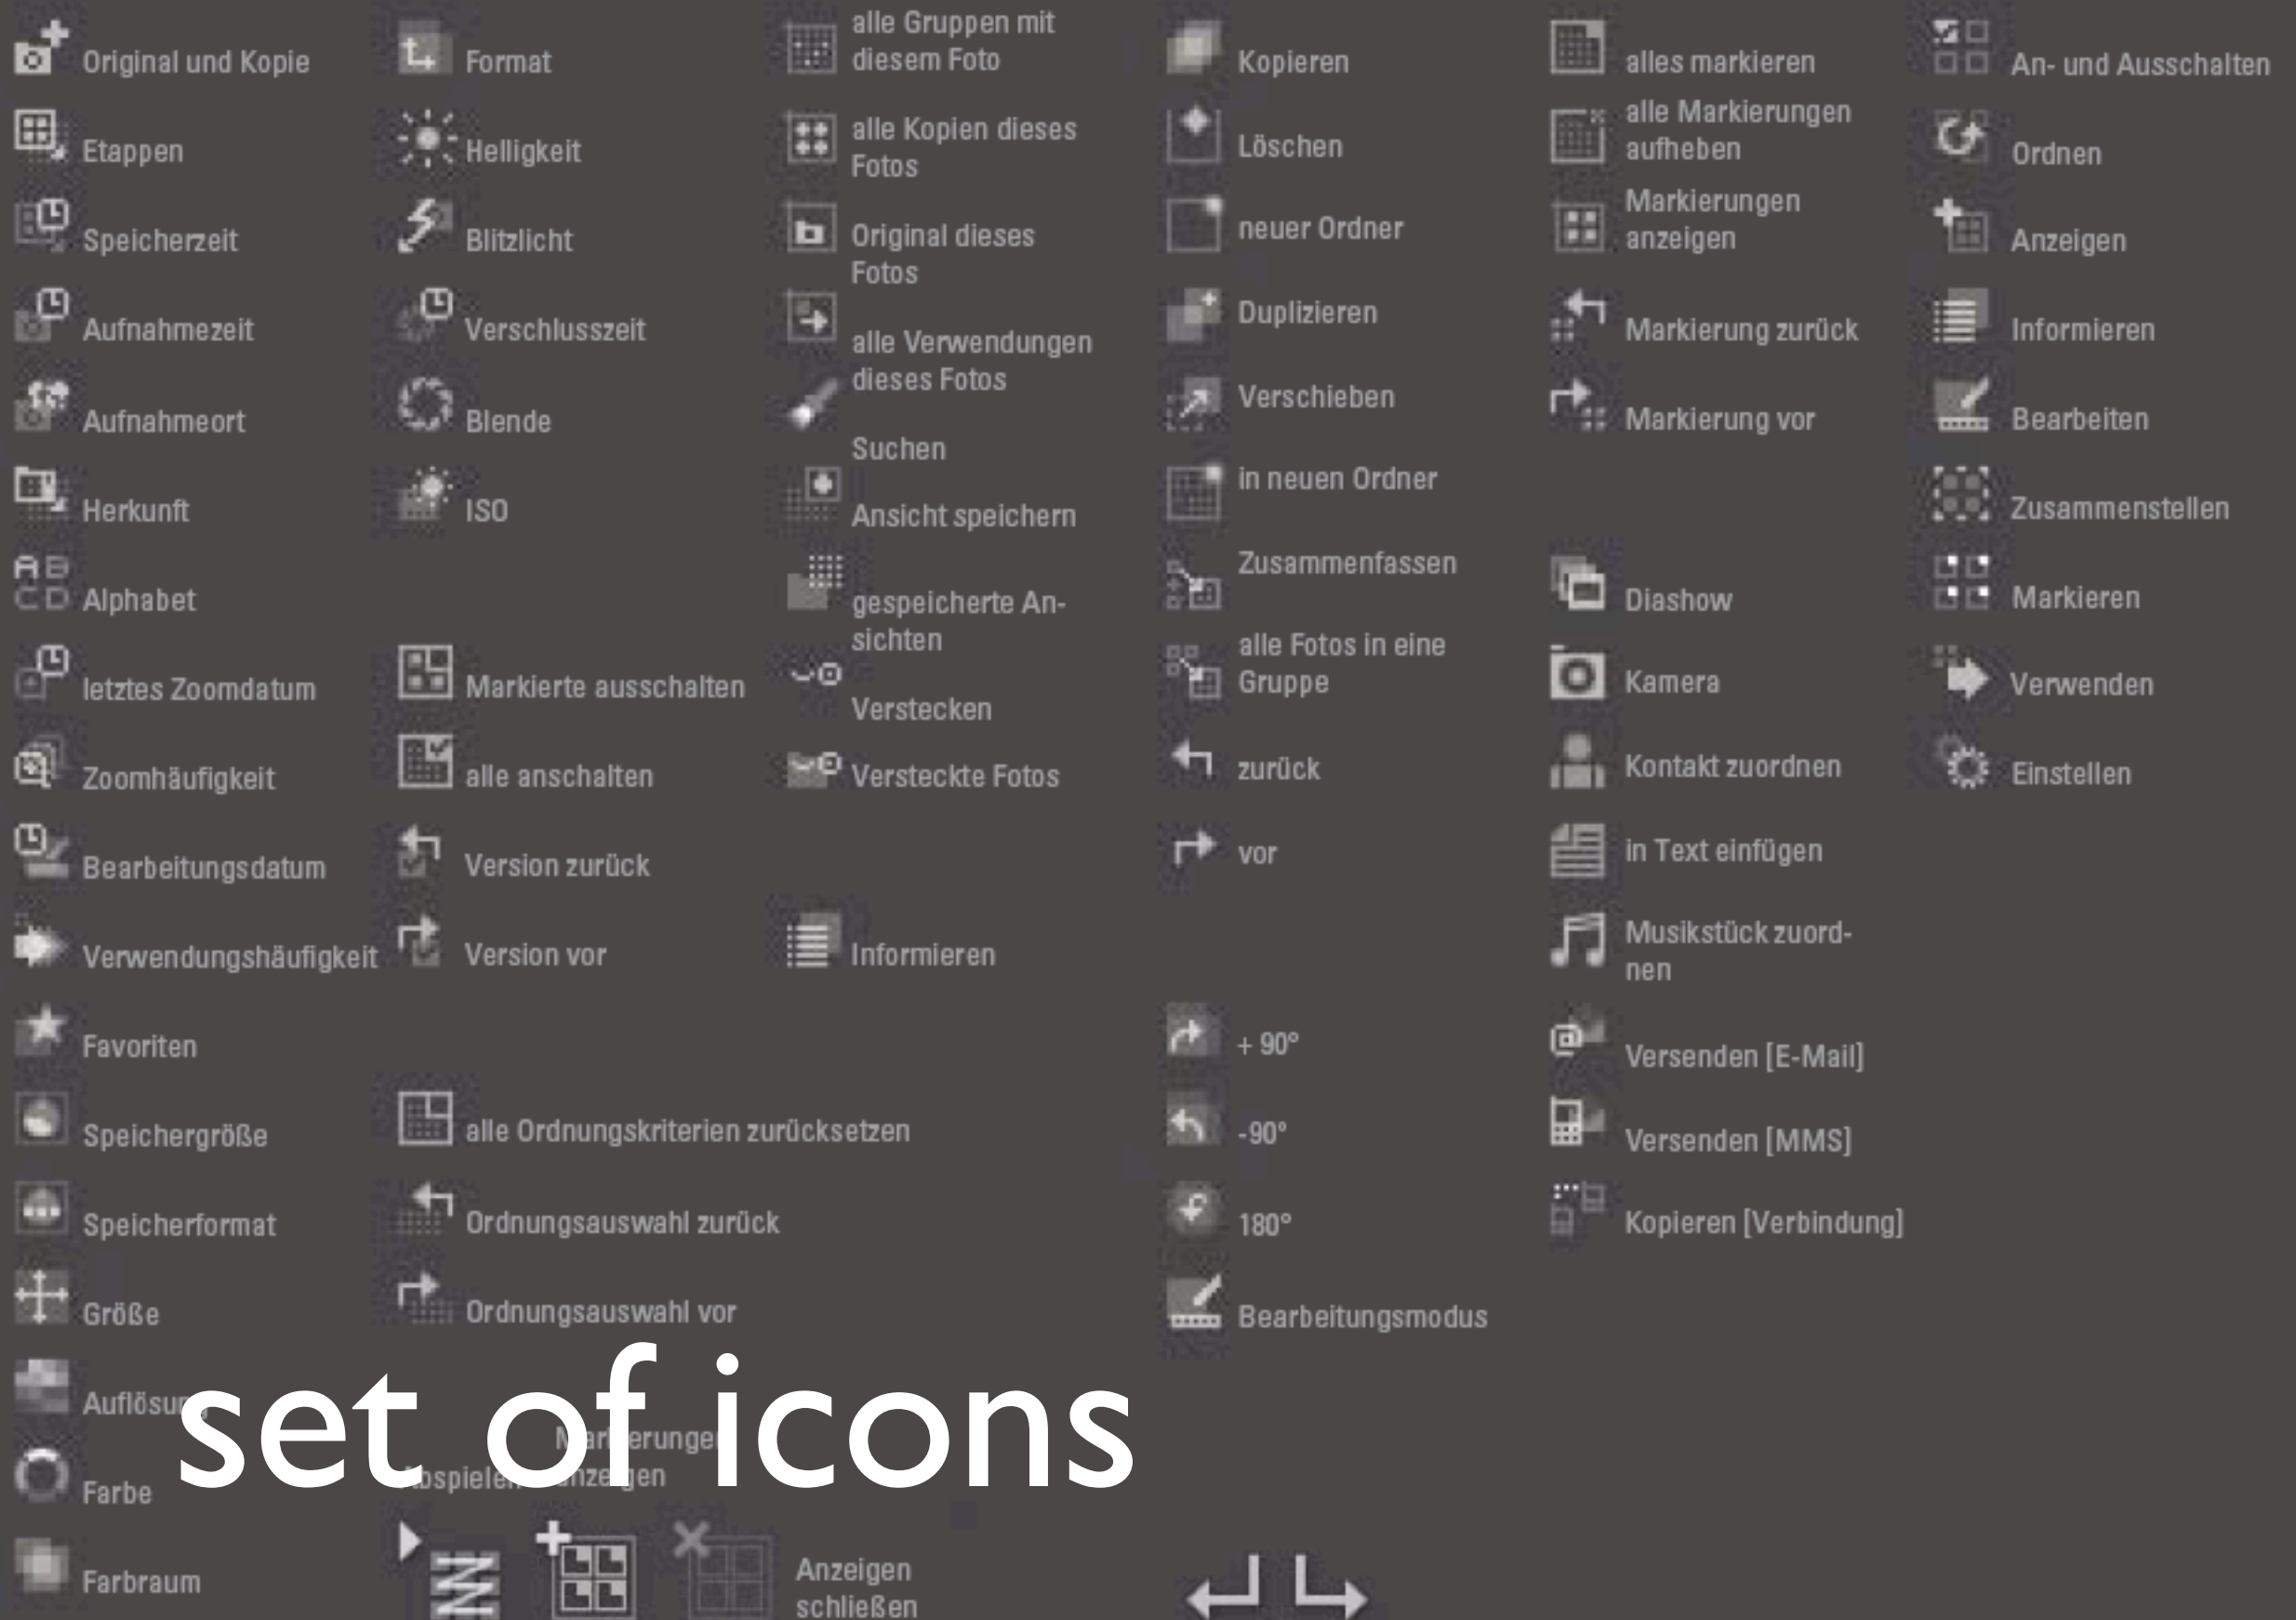 Original und Kopie
Etappen
Speicherzeit
Aufnahmezeit
Aufnahmeort
Herkunft
Alphabet
letztes Zoomdatum
Zoomhäufigkeit
Bearbeitungsdatum
Verwendungshäufigkeit
Favoriten
Speichergröße
Speicherformat
Größe
Auflösung
Farbe
Farbraum
Format
Helligkeit
Blitzlicht
Verschlusszeit
Blende
ISO
Markierte ausschalten
alle anschalten
Version zurück
Version vor
alle Ordnungskriterien zurücksetzen
Ordnungsauswahl zurück
Ordnungsauswahl vor
Abspielen
Markierungen
anzeigen
Anzeigen
schließen
alle Gruppen mit
diesem Foto
alle Kopien dieses
Fotos
Original dieses
Fotos
alle Verwendungen
dieses Fotos
Suchen
Ansicht speichern
gespeicherte An-
sichten
Verstecken
Versteckte Fotos
Informieren
Kopieren
Löschen
neuer Ordner
Duplizieren
Verschieben
in neuen Ordner
Zusammenfassen
alle Fotos in eine
Gruppe
zurück
vor
+ 90°
-90°
180°
Bearbeitungsmodus
alles markieren
alle Markierungen
aufheben
Markierungen
anzeigen
Markierung zurück
Markierung vor
Diashow
Kamera
Kontakt zuordnen
in Text einfügen
Musikstück zuord-
nen
Versenden [E-Mail]
Versenden [MMS]
Kopieren [Verbindung]
An- und Ausschalten
Ordnen
Anzeigen
Informieren
Bearbeiten
Zusammenstellen
Markieren
Verwenden
Einstellen
set of icons